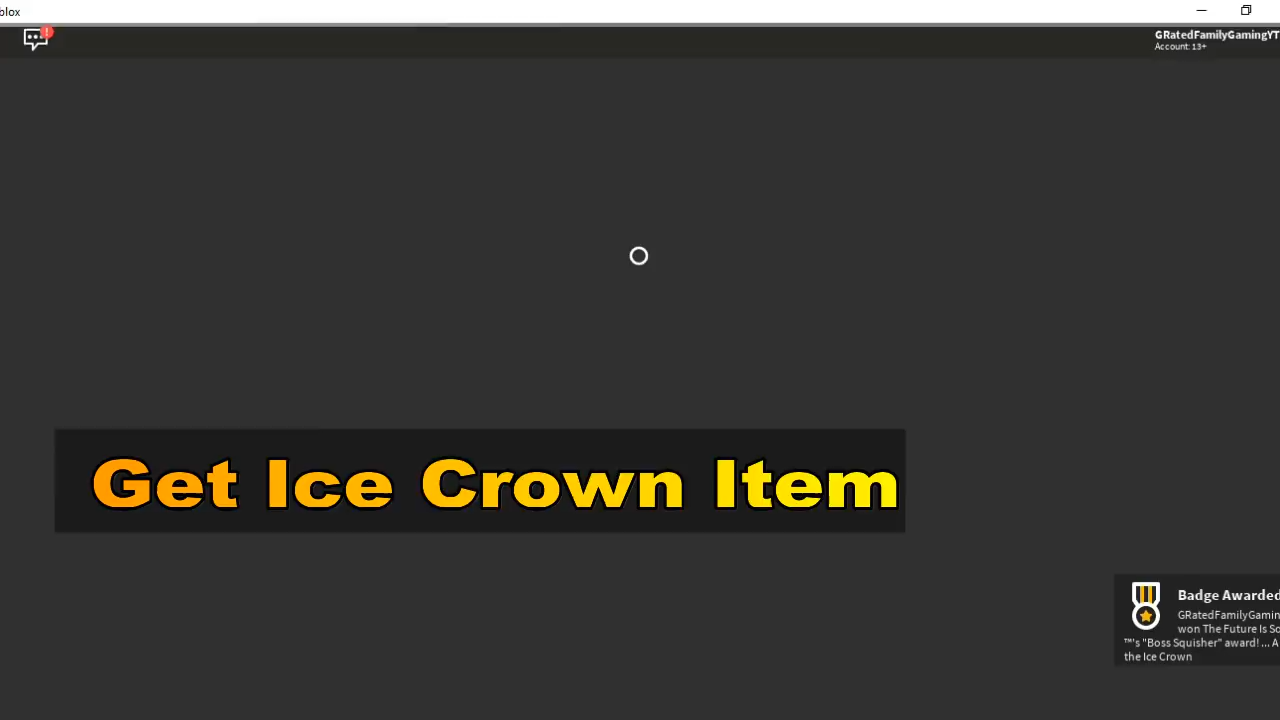 blox
GRatedFamilyGamingYT
Account: 13+
Get Ice Crown Item
Badge Awarded
GRatedFamilyGamin
won The Future Is So
™'s "Boss Squisher" award! ... A
the Ice Crown